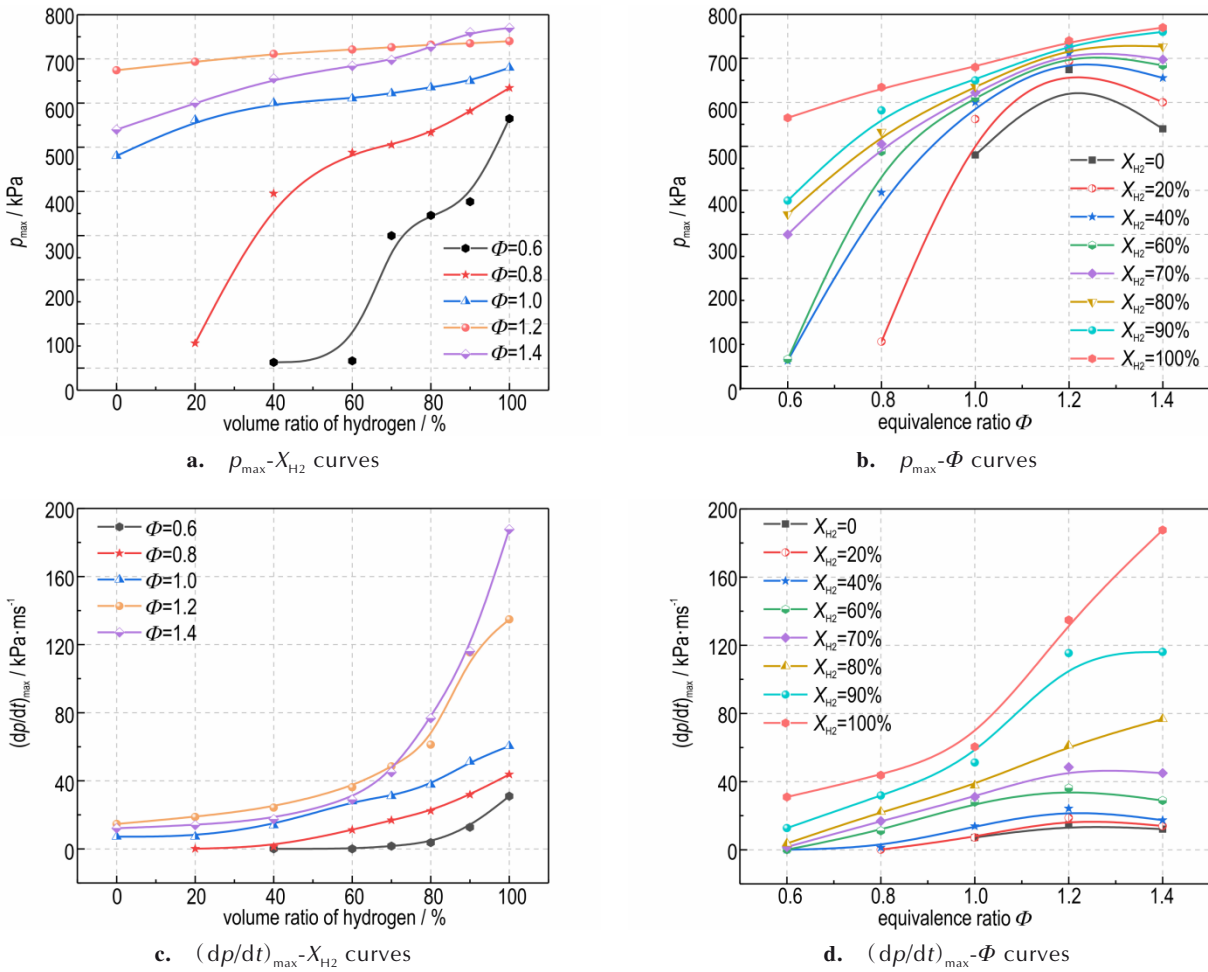 800
700
600
500
400
300
200
100
0
p_max / kPa
Φ=0.6
Φ=0.8
Φ=1.0
Φ=1.2
Φ=1.4
0 20 40 60 80 100
volume ratio of hydrogen / %
a. p_max-X_H2 curves
800
700
600
500
400
300
200
100
0
p_max / kPa
X_H2=0
X_H2=20%
X_H2=40%
X_H2=60%
X_H2=70%
X_H2=80%
X_H2=90%
X_H2=100%
0.6 0.8 1.0 1.2 1.4
equivalence ratio Φ
b. p_max-Φ curves
200
160
120
80
40
0
(dp/dt)_max / kPa·ms⁻¹
Φ=0.6
Φ=0.8
Φ=1.0
Φ=1.2
Φ=1.4
0 20 40 60 80 100
volume ratio of hydrogen / %
c. (dp/dt)_max-X_H2 curves
200
160
120
80
40
0
(dp/dt)_max / kPa·ms⁻¹
X_H2=0
X_H2=20%
X_H2=40%
X_H2=60%
X_H2=70%
X_H2=80%
X_H2=90%
X_H2=100%
0.6 0.8 1.0 1.2 1.4
equivalence ratio Φ
d. (dp/dt)_max-Φ curves